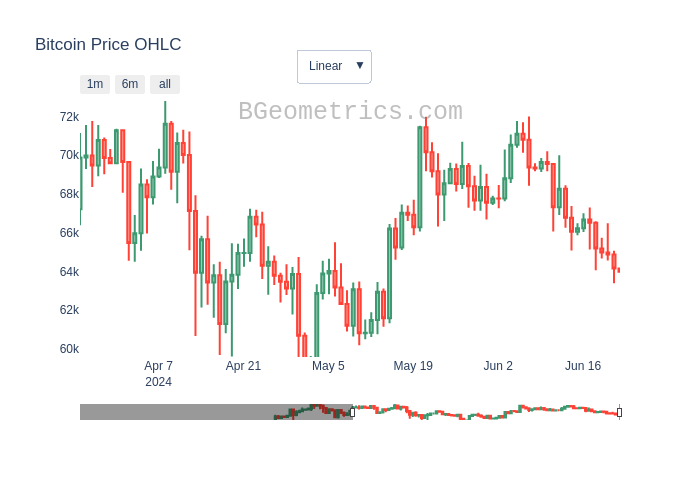 Bitcoin Price OHLC
Linear ▼
1m 6m all
BGeometrics.com
72k
70k
68k
66k
64k
62k
60k
Apr 7 Apr 21 May 5 May 19 Jun 2 Jun 16
2024